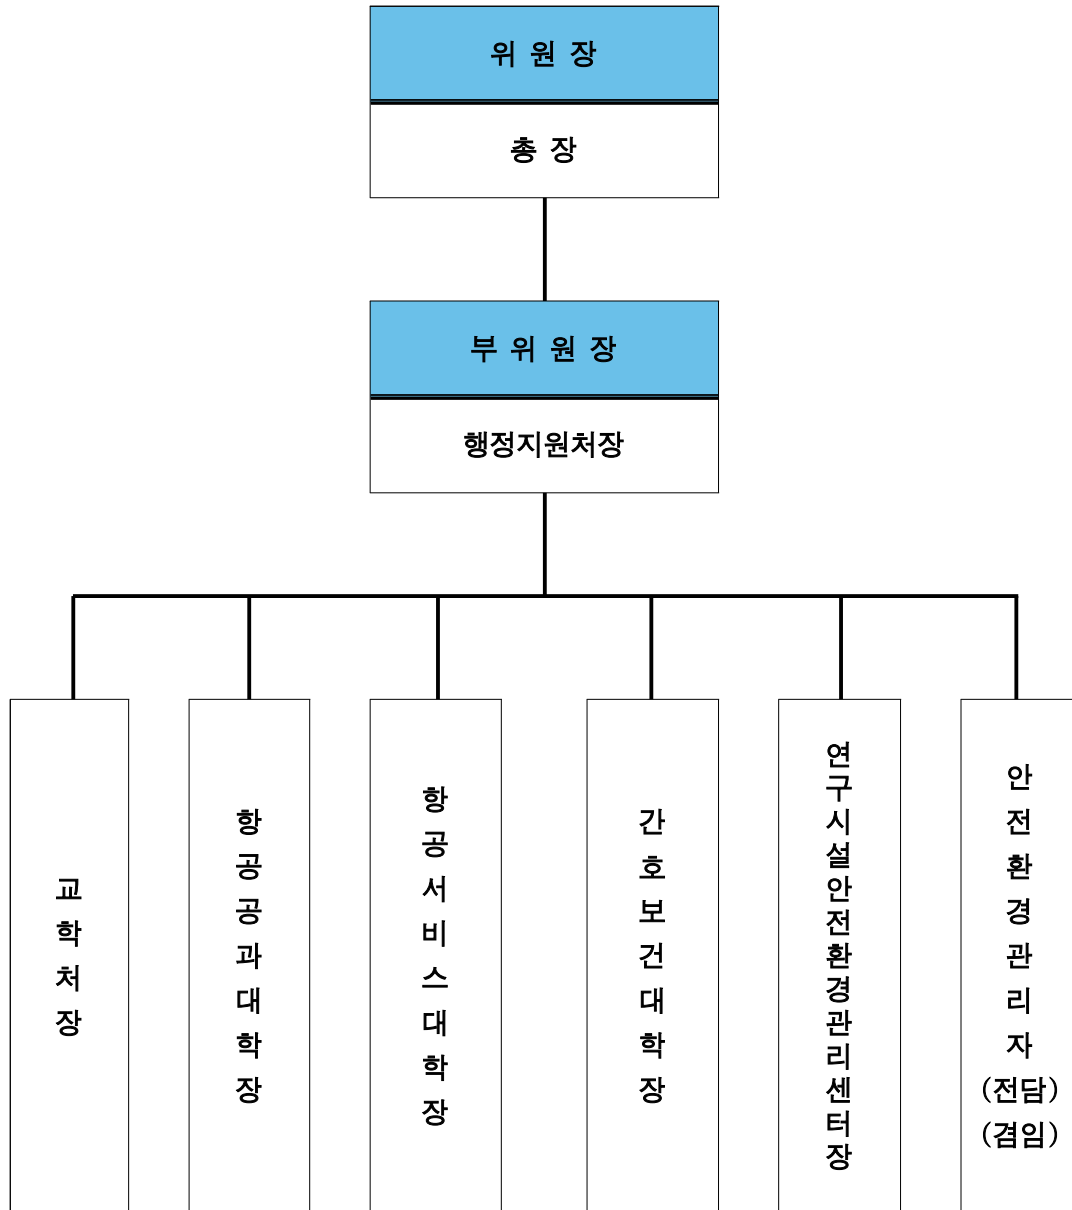 위 원 장
총 장
부 위 원 장
행정지원처장
교학처장
항공공과대학장
항공서비스대학장
간호보건대학장
연구시설안전환경관리센터장
안전환경관리자
(전담)
(겸임)